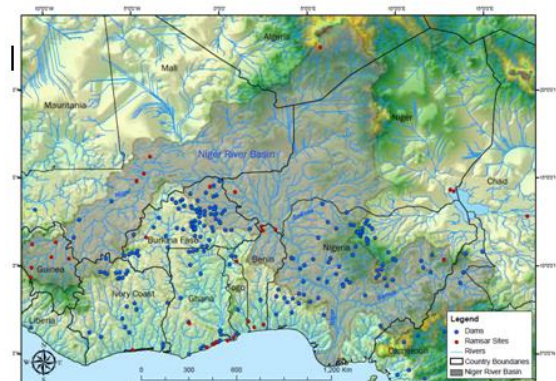 Algeria
Mali
Mauritania
Niger
Niger River Basin
Chad
Burkina Faso
Guinea
Benin
Nigeria
Togo
Ivory Coast
Ghana
Liberia
Cameroon
Legend
Dams
Ramsar Sites
Rivers
Country Boundaries
Niger River Basin
0 300 600 1,200 Km